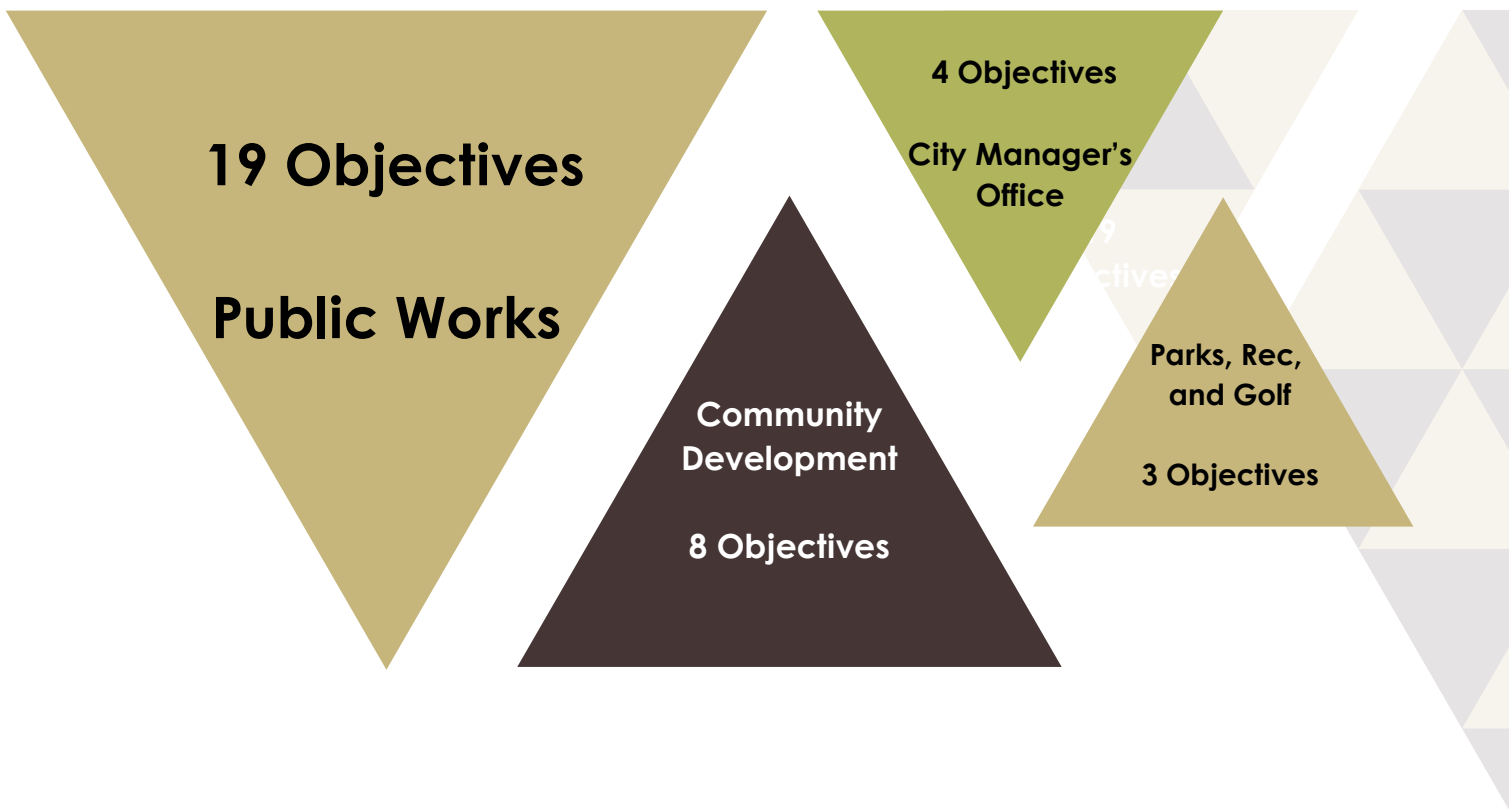 19 Objectives
Public Works
4 Objectives
City Manager’s
Office
Community
Development
8 Objectives
Parks, Rec,
and Golf
3 Objectives